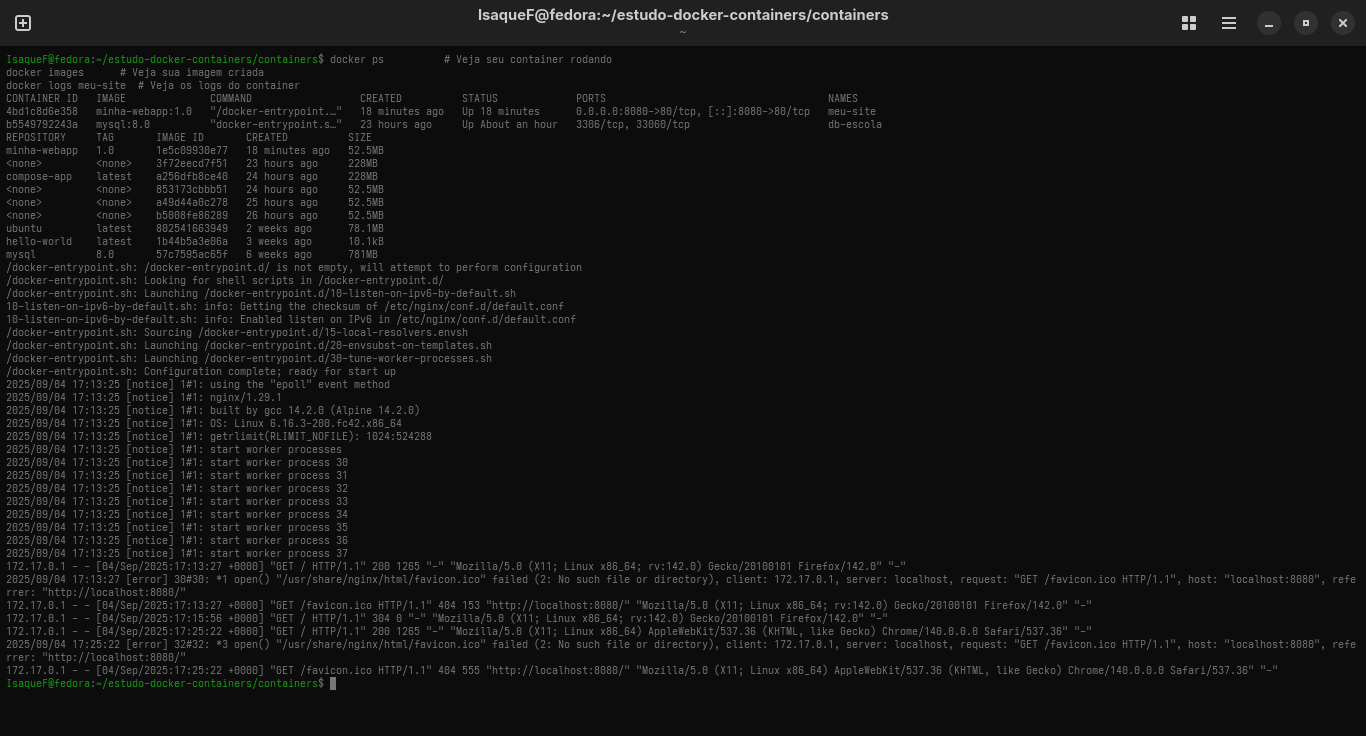 IsaqueF@fedora:~/estudo-docker-containers/containers
~
IsaqueF@fedora:~/estudo-docker-containers/containers$ docker ps          # Veja seu container rodando
docker images      # Veja sua imagem criada
docker logs meu-site  # Veja os logs do container
CONTAINER ID   IMAGE              COMMAND                  CREATED          STATUS             PORTS                                     NAMES
4bd1c8d6e358   minha-webapp:1.0   "/docker-entrypoint.…"   18 minutes ago   Up 18 minutes      0.0.0.0:8080->80/tcp, [::]:8080->80/tcp   meu-site
b5549792243a   mysql:8.0          "docker-entrypoint.s…"   23 hours ago     Up About an hour   3306/tcp, 33060/tcp                       db-escola
REPOSITORY     TAG       IMAGE ID       CREATED          SIZE
minha-webapp   1.0       1e5c09930e77   18 minutes ago   52.5MB
<none>         <none>    3f72eecd7f51   23 hours ago     228MB
compose-app    latest    a256dfb8ce40   24 hours ago     228MB
<none>         <none>    853173cbbb51   24 hours ago     52.5MB
<none>         <none>    a49d44a0c278   25 hours ago     52.5MB
<none>         <none>    b5008fe86289   26 hours ago     52.5MB
ubuntu         latest    802541663949   2 weeks ago      78.1MB
hello-world    latest    1b44b5a3e06a   3 weeks ago      10.1kB
mysql          8.0       57c7595ac65f   6 weeks ago      781MB
/docker-entrypoint.sh: /docker-entrypoint.d/ is not empty, will attempt to perform configuration
/docker-entrypoint.sh: Looking for shell scripts in /docker-entrypoint.d/
/docker-entrypoint.sh: Launching /docker-entrypoint.d/10-listen-on-ipv6-by-default.sh
10-listen-on-ipv6-by-default.sh: info: Getting the checksum of /etc/nginx/conf.d/default.conf
10-listen-on-ipv6-by-default.sh: info: Enabled listen on IPv6 in /etc/nginx/conf.d/default.conf
/docker-entrypoint.sh: Sourcing /docker-entrypoint.d/15-local-resolvers.envsh
/docker-entrypoint.sh: Launching /docker-entrypoint.d/20-envsubst-on-templates.sh
/docker-entrypoint.sh: Launching /docker-entrypoint.d/30-tune-worker-processes.sh
/docker-entrypoint.sh: Configuration complete; ready for start up
2025/09/04 17:13:25 [notice] 1#1: using the "epoll" event method
2025/09/04 17:13:25 [notice] 1#1: nginx/1.29.1
2025/09/04 17:13:25 [notice] 1#1: built by gcc 14.2.0 (Alpine 14.2.0)
2025/09/04 17:13:25 [notice] 1#1: OS: Linux 6.16.3-200.fc42.x86_64
2025/09/04 17:13:25 [notice] 1#1: getrlimit(RLIMIT_NOFILE): 1024:524288
2025/09/04 17:13:25 [notice] 1#1: start worker processes
2025/09/04 17:13:25 [notice] 1#1: start worker process 30
2025/09/04 17:13:25 [notice] 1#1: start worker process 31
2025/09/04 17:13:25 [notice] 1#1: start worker process 32
2025/09/04 17:13:25 [notice] 1#1: start worker process 33
2025/09/04 17:13:25 [notice] 1#1: start worker process 34
2025/09/04 17:13:25 [notice] 1#1: start worker process 35
2025/09/04 17:13:25 [notice] 1#1: start worker process 36
2025/09/04 17:13:25 [notice] 1#1: start worker process 37
172.17.0.1 - - [04/Sep/2025:17:13:27 +0000] "GET / HTTP/1.1" 200 1265 "-" "Mozilla/5.0 (X11; Linux x86_64; rv:142.0) Gecko/20100101 Firefox/142.0" "-"
2025/09/04 17:13:27 [error] 30#30: *1 open() "/usr/share/nginx/html/favicon.ico" failed (2: No such file or directory), client: 172.17.0.1, server: localhost, request: "GET /favicon.ico HTTP/1.1", host: "localhost:8080", refe
rrer: "http://localhost:8080/"
172.17.0.1 - - [04/Sep/2025:17:13:27 +0000] "GET /favicon.ico HTTP/1.1" 404 153 "http://localhost:8080/" "Mozilla/5.0 (X11; Linux x86_64; rv:142.0) Gecko/20100101 Firefox/142.0" "-"
172.17.0.1 - - [04/Sep/2025:17:15:56 +0000] "GET / HTTP/1.1" 304 0 "-" "Mozilla/5.0 (X11; Linux x86_64; rv:142.0) Gecko/20100101 Firefox/142.0" "-"
172.17.0.1 - - [04/Sep/2025:17:25:22 +0000] "GET / HTTP/1.1" 200 1265 "-" "Mozilla/5.0 (X11; Linux x86_64) AppleWebKit/537.36 (KHTML, like Gecko) Chrome/140.0.0.0 Safari/537.36" "-"
2025/09/04 17:25:22 [error] 32#32: *3 open() "/usr/share/nginx/html/favicon.ico" failed (2: No such file or directory), client: 172.17.0.1, server: localhost, request: "GET /favicon.ico HTTP/1.1", host: "localhost:8080", refe
rrer: "http://localhost:8080/"
172.17.0.1 - - [04/Sep/2025:17:25:22 +0000] "GET /favicon.ico HTTP/1.1" 404 555 "http://localhost:8080/" "Mozilla/5.0 (X11; Linux x86_64) AppleWebKit/537.36 (KHTML, like Gecko) Chrome/140.0.0.0 Safari/537.36" "-"
IsaqueF@fedora:~/estudo-docker-containers/containers$